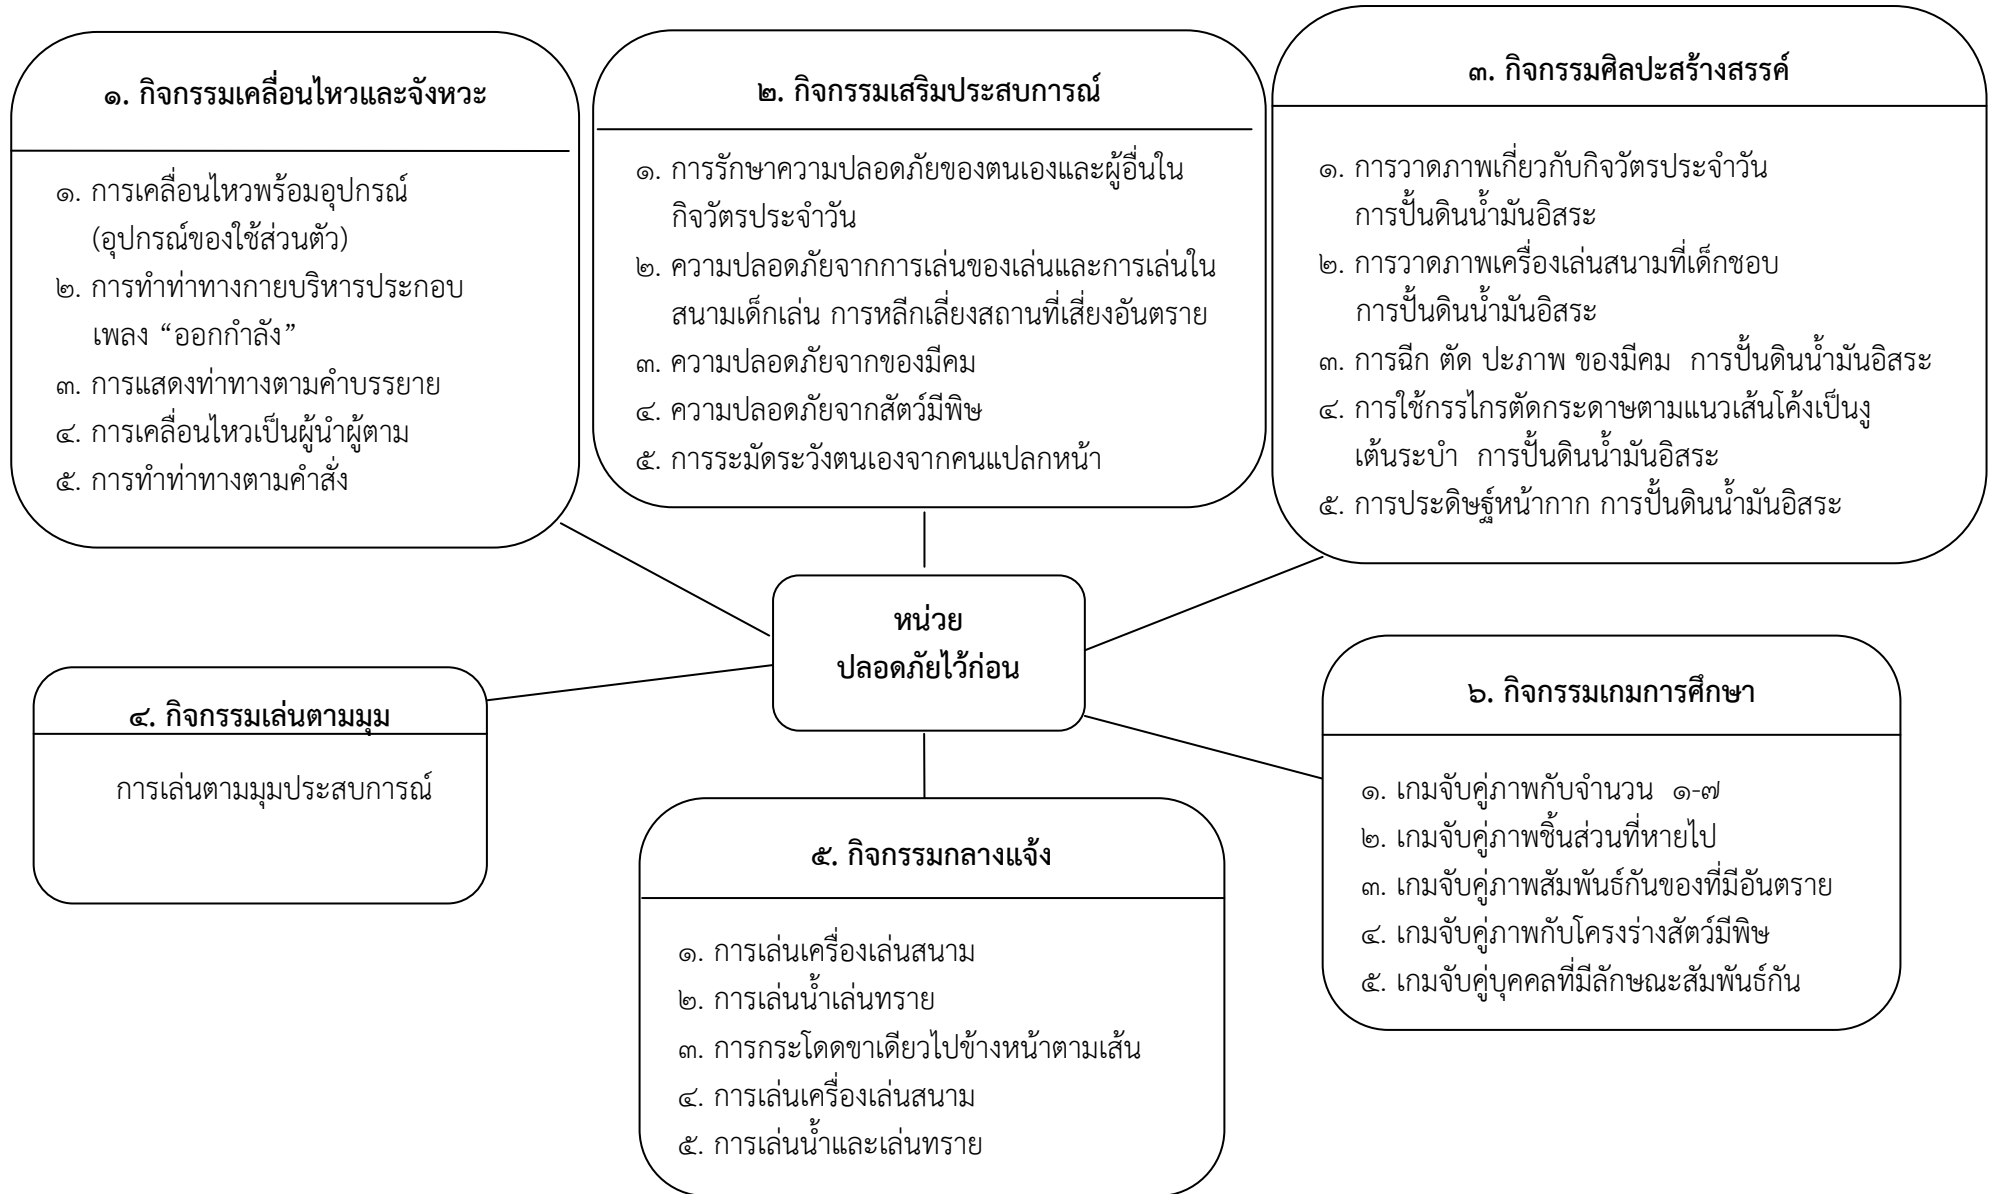 ๑. กิจกรรมเคลื่อนไหวและจังหวะ
๑. การเคลื่อนไหวพร้อมอุปกรณ์
(อุปกรณ์ของใช้ส่วนตัว)
๒. การทำท่าทางกายบริหารประกอบ
เพลง “ออกกำลัง”
๓. การแสดงท่าทางตามคำบรรยาย
๔. การเคลื่อนไหวเป็นผู้นำผู้ตาม
๕. การทำท่าทางตามคำสั่ง
๒. กิจกรรมเสริมประสบการณ์
๑. การรักษาความปลอดภัยของตนเองและผู้อื่นใน
กิจวัตรประจำวัน
๒. ความปลอดภัยจากการเล่นของเล่นและการเล่นใน
สนามเด็กเล่น การหลีกเลี่ยงสถานที่เสี่ยงอันตราย
๓. ความปลอดภัยจากของมีคม
๔. ความปลอดภัยจากสัตว์มีพิษ
๕. การระมัดระวังตนเองจากคนแปลกหน้า
๓. กิจกรรมศิลปะสร้างสรรค์
๑. การวาดภาพเกี่ยวกับกิจวัตรประจำวัน
การปั้นดินน้ำมันอิสระ
๒. การวาดภาพเครื่องเล่นสนามที่เด็กชอบ
การปั้นดินน้ำมันอิสระ
๓. การฉีก ตัด ปะภาพ ของมีคม การปั้นดินน้ำมันอิสระ
๔. การใช้กรรไกรตัดกระดาษตามแนวเส้นโค้งเป็นงู
เต้นระบำ การปั้นดินน้ำมันอิสระ
๕. การประดิษฐ์หน้ากาก การปั้นดินน้ำมันอิสระ
หน่วย
ปลอดภัยไว้ก่อน
๔. กิจกรรมเล่นตามมุม
การเล่นตามมุมประสบการณ์
๕. กิจกรรมกลางแจ้ง
๑. การเล่นเครื่องเล่นสนาม
๒. การเล่นน้ำเล่นทราย
๓. การกระโดดขาเดียวไปข้างหน้าตามเส้น
๔. การเล่นเครื่องเล่นสนาม
๕. การเล่นน้ำและเล่นทราย
๖. กิจกรรมเกมการศึกษา
๑. เกมจับคู่ภาพกับจำนวน ๑-๗
๒. เกมจับคู่ภาพชิ้นส่วนที่หายไป
๓. เกมจับคู่ภาพสัมพันธ์กันของที่มีอันตราย
๔. เกมจับคู่ภาพกับโครงร่างสัตว์มีพิษ
๕. เกมจับคู่บุคคลที่มีลักษณะสัมพันธ์กัน